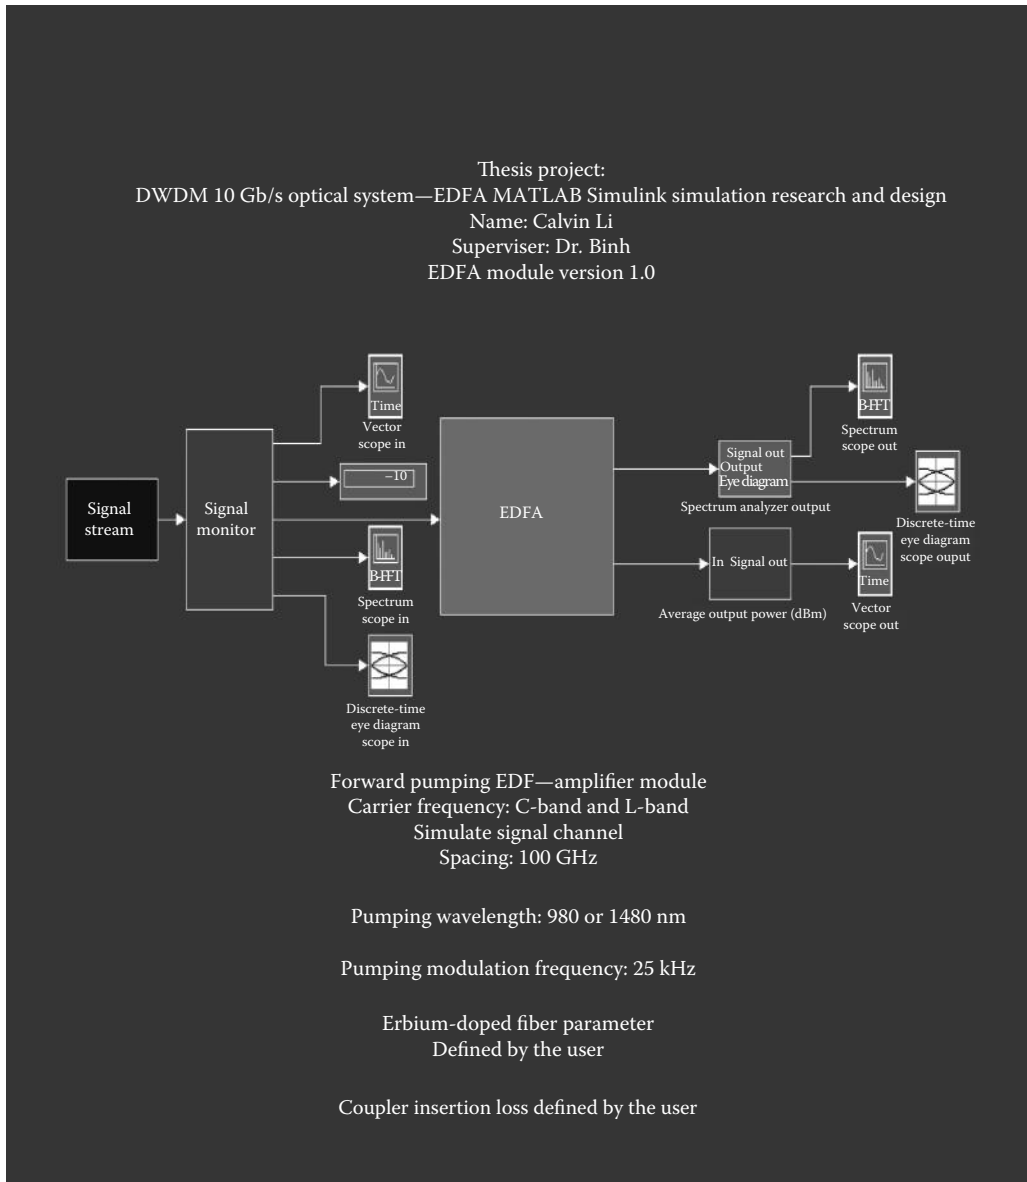 Thesis project:
DWDM 10 Gb/s optical system—EDFA MATLAB Simulink simulation research and design
Name: Calvin Li
Superviser: Dr. Binh
EDFA module version 1.0
Time
Vector
scope in
B-FFT
Spectrum
scope out
Signal
stream
Signal
monitor
−10
EDFA
Signal out
Output
Eye diagram
Spectrum analyzer output
Discrete-time
eye diagram
scope ouput
B-FFT
Spectrum
scope in
In Signal out
Average output power (dBm)
Time
Vector
scope out
Discrete-time
eye diagram
scope in
Forward pumping EDF—amplifier module
Carrier frequency: C-band and L-band
Simulate signal channel
Spacing: 100 GHz
Pumping wavelength: 980 or 1480 nm
Pumping modulation frequency: 25 kHz
Erbium-doped fiber parameter
Defined by the user
Coupler insertion loss defined by the user